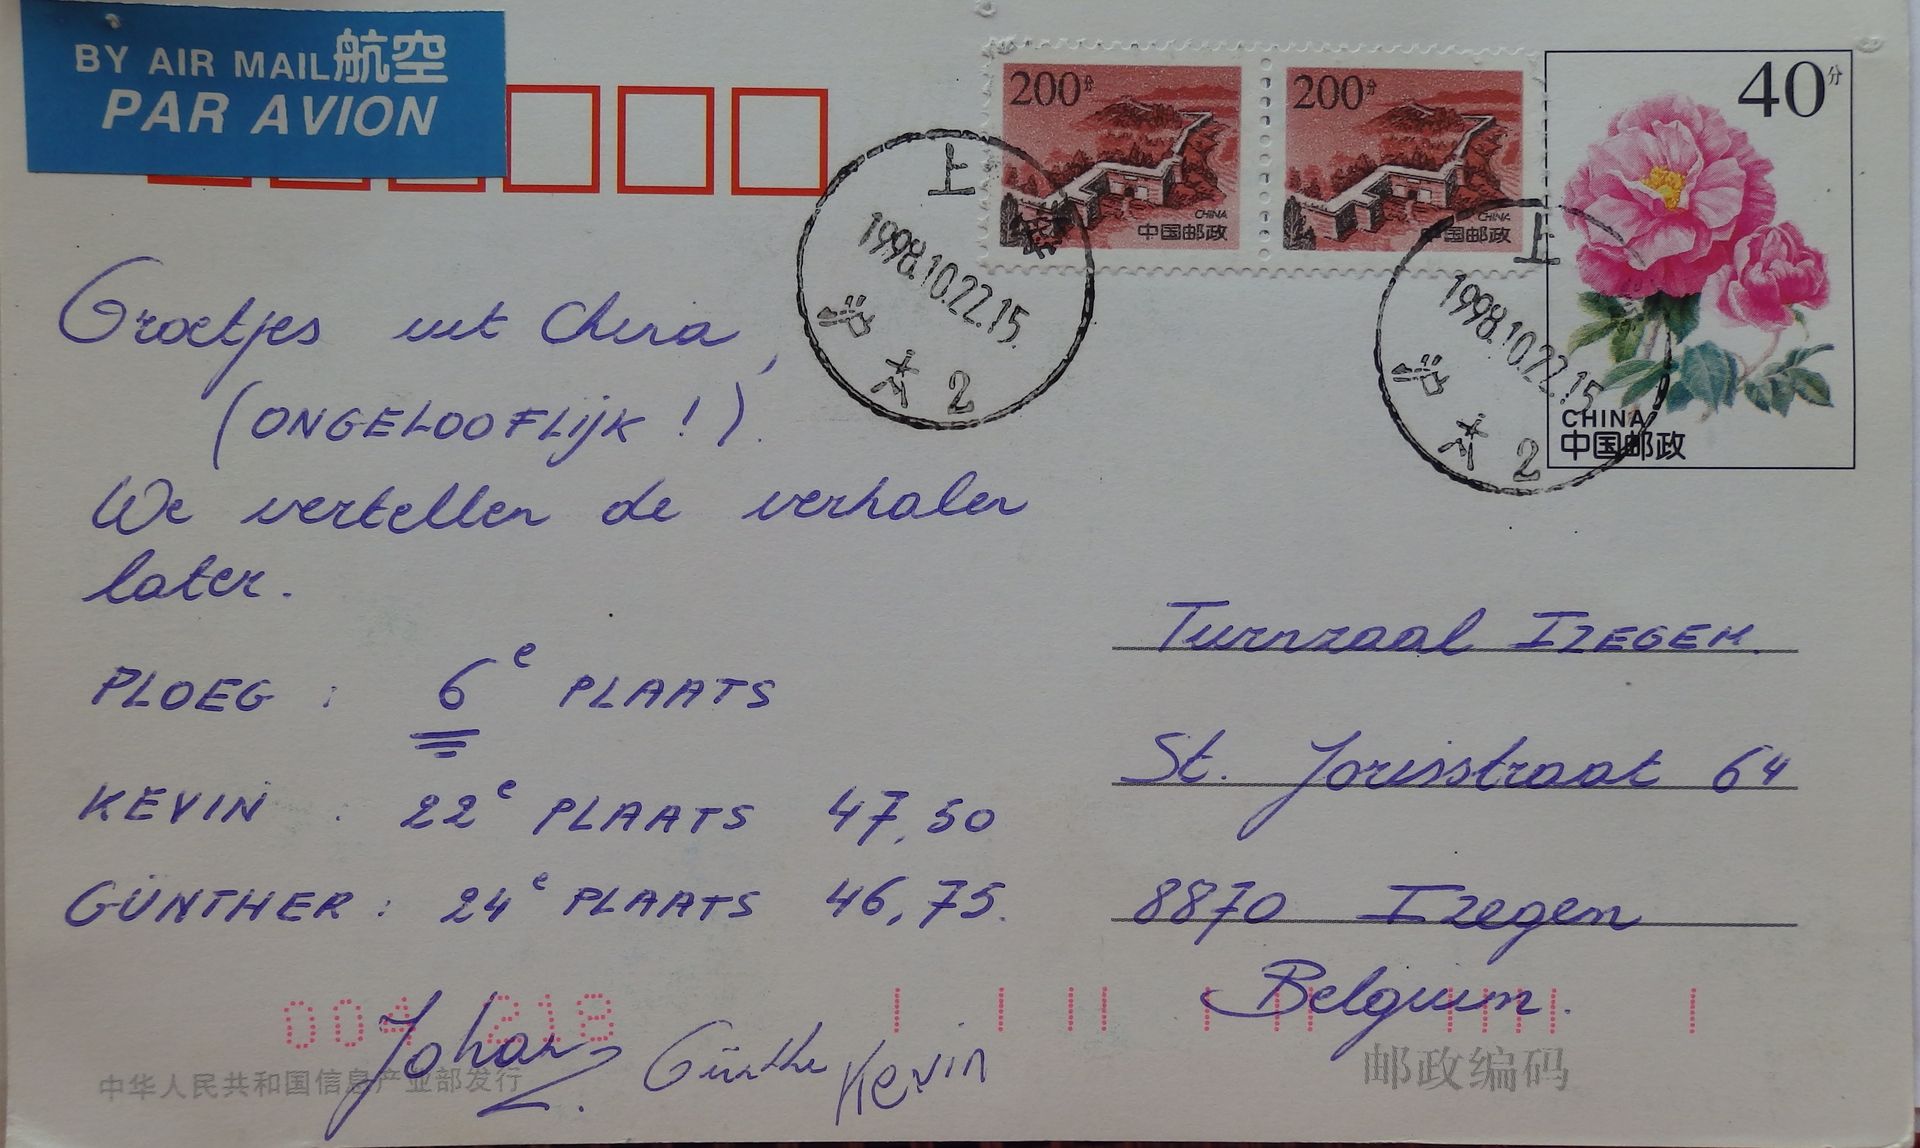 BY AIR MAIL航空
PAR AVION
200分
CHINA
中国邮政
200分
CHINA
中国邮政
40分
CHINA
中国邮政
上海
1998.10.22.15.
2
上
1998.10.22.15
2
Groetjes uit China,
(ONGELOOFLIJK!).
We vertellen de verhalen
later.
PLOEG : 6e PLAATS
KEVIN . 22e PLAATS 47,50
GÜNTHER : 24e PLAATS 46,75.
Johan Günther Kevin
Turnzaal IZEGEM.
St. Jorisstraat 64
8870 Izegem
Belgium.
004 218
中华人民共和国信息产业部发行
邮政编码